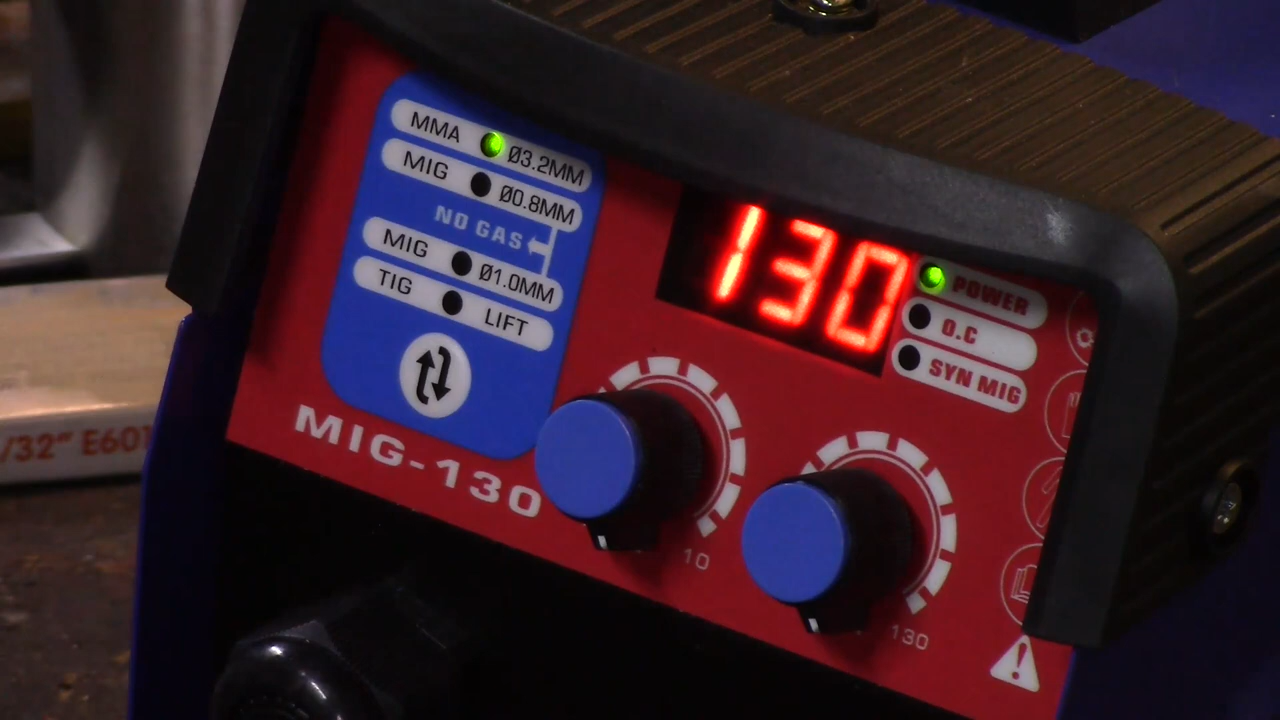 MMA Ø3.2MM
MIG Ø0.8MM
NO GAS
MIG Ø1.0MM
TIG LIFT
MIG-130
130
POWER
O.C
SYN MIG
10
130
/32" E601